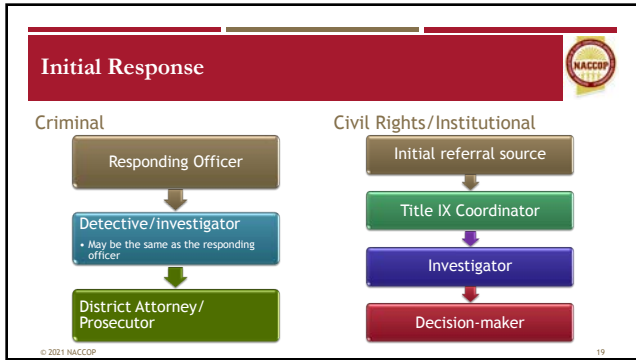 Initial Response
NACCOP
Criminal
Responding Officer
Detective/investigator
• May be the same as the responding
officer
District Attorney/
Prosecutor
Civil Rights/Institutional
Initial referral source
Title IX Coordinator
Investigator
Decision-maker
© 2021 NACCOP
19